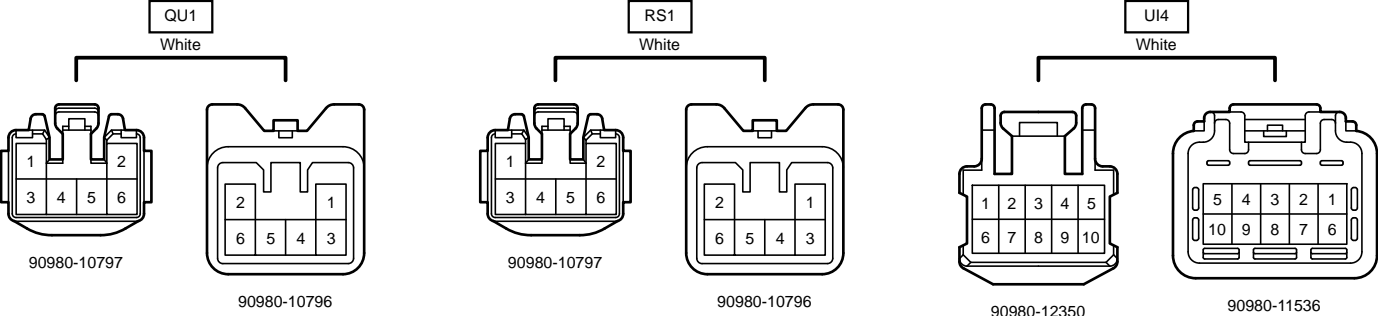 QU1
White
1 2
3 4 5 6
90980-10797
2 1
6 5 4 3
90980-10796
RS1
White
1 2
3 4 5 6
90980-10797
2 1
6 5 4 3
90980-10796
UI4
White
1 2 3 4 5
6 7 8 9 10
90980-12350
5 4 3 2 1
10 9 8 7 6
90980-11536